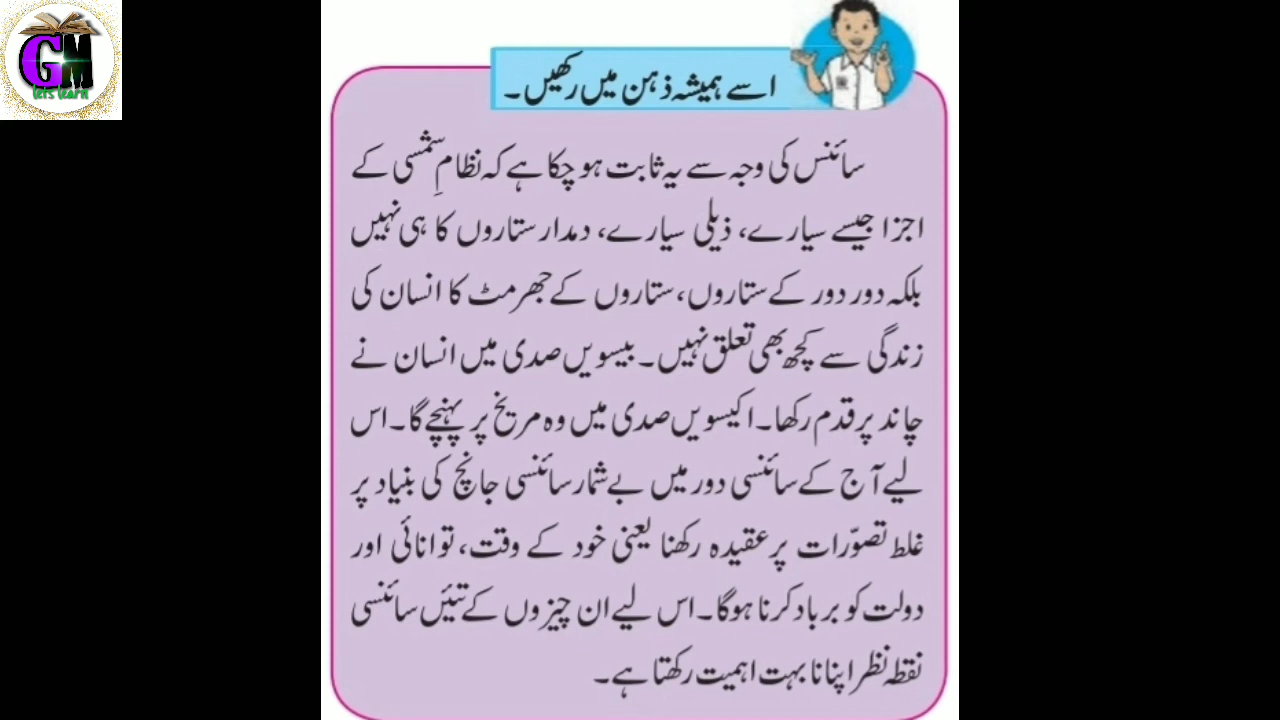 GM
lets learn
اسے ہمیشہ ذہن میں رکھیں۔
سائنس کی وجہ سے یہ ثابت ہو چکا ہے کہ نظامِ شمسی کے
اجزا جیسے سیارے، ذیلی سیارے، دمدار ستاروں کا ہی نہیں
بلکہ دور دور کے ستاروں، ستاروں کے جھرمٹ کا انسان کی
زندگی سے کچھ بھی تعلق نہیں۔ بیسویں صدی میں انسان نے
چاند پر قدم رکھا۔ اکیسویں صدی میں وہ مریخ پر پہنچے گا۔ اس
لیے آج کے سائنسی دور میں بے شمار سائنسی جانچ کی بنیاد پر
غلط تصوّرات پر عقیدہ رکھنا یعنی خود کے وقت، توانائی اور
دولت کو برباد کرنا ہوگا۔ اس لیے ان چیزوں کے تئیں سائنسی
نقطہ نظر اپنانا بہت اہمیت رکھتا ہے۔